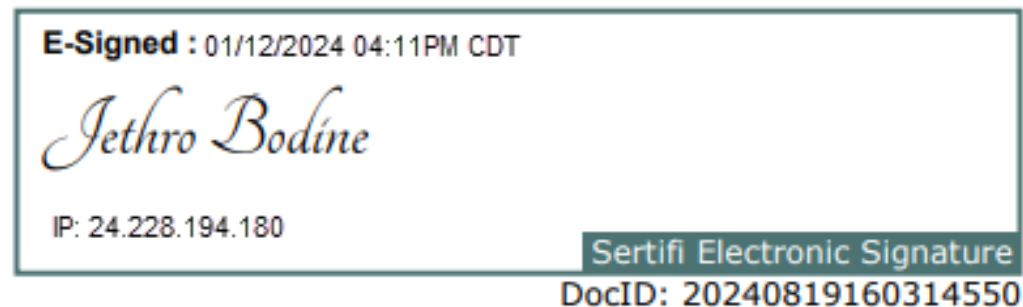 E-Signed : 01/12/2024 04:11PM CDT
Jethro Bodine
IP: 24.228.194.180
Sertifi Electronic Signature
DocID: 20240819160314550